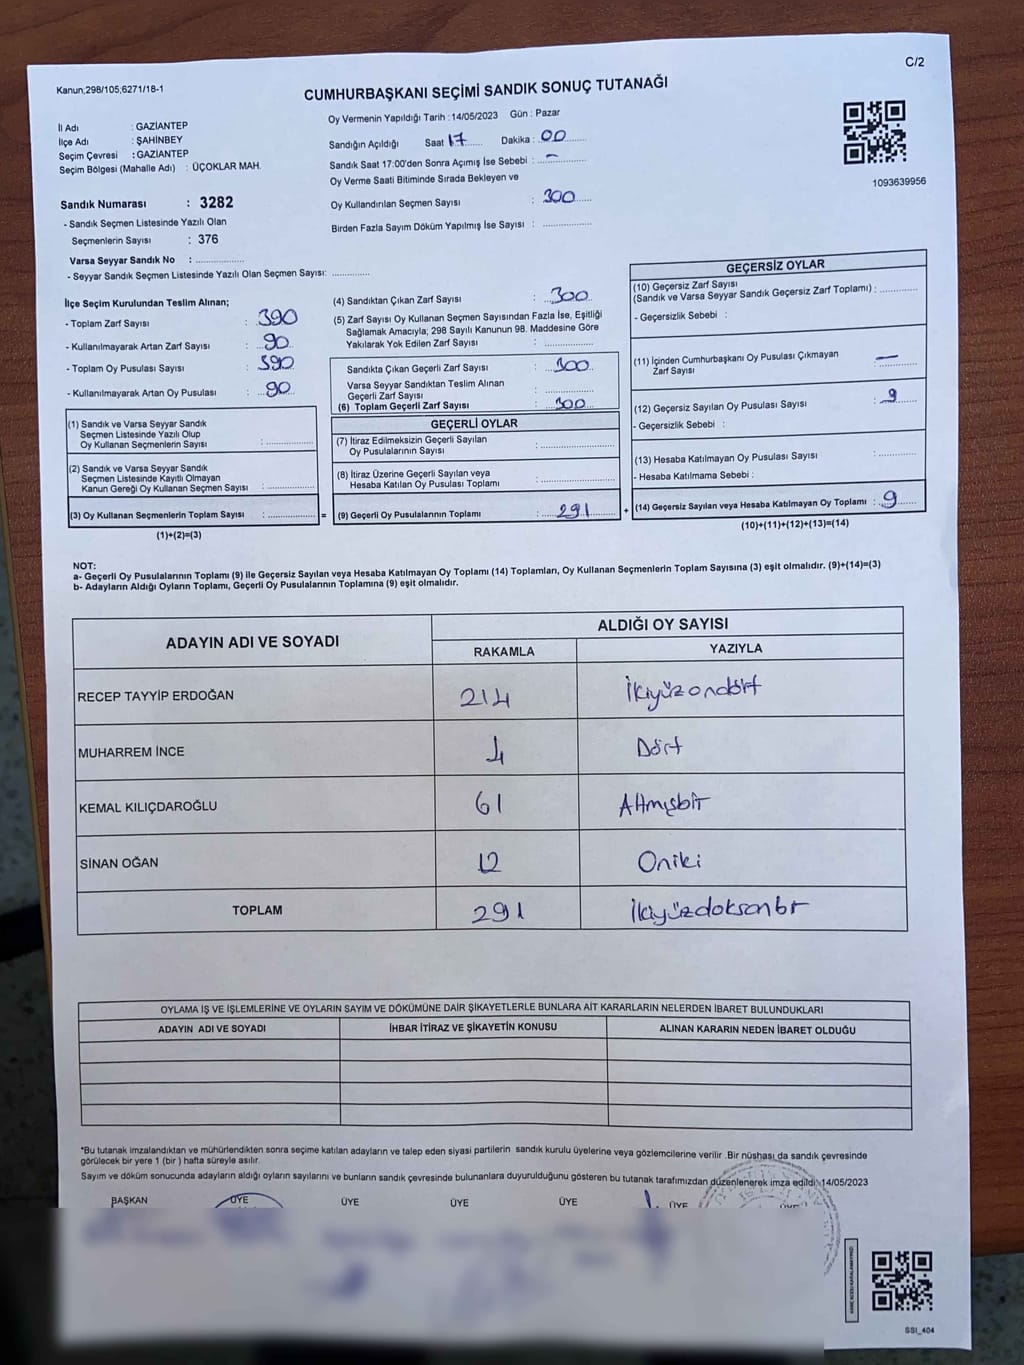 C/2
Kanun;298/105;6271/18-1
CUMHURBAŞKANI SEÇİMİ SANDIK SONUÇ TUTANAĞI
İl Adı : GAZİANTEP
İlçe Adı : ŞAHİNBEY
Seçim Çevresi : GAZİANTEP
Seçim Bölgesi (Mahalle Adı) : ÜÇOKLAR MAH.
Oy Vermenin Yapıldığı Tarih : 14/05/2023 Gün : Pazar
Sandığın Açıldığı Saat 17 Dakika : 00
Sandık Saat 17:00'den Sonra Açımış İse Sebebi : -
Oy Verme Saati Bitiminde Sırada Bekleyen ve
Oy Kullandırılan Seçmen Sayısı : 300
Birden Fazla Sayım Döküm Yapılmış İse Sayısı :
1093639956
Sandık Numarası : 3282
- Sandık Seçmen Listesinde Yazılı Olan
Seçmenlerin Sayısı : 376
Varsa Seyyar Sandık No :
- Seyyar Sandık Seçmen Listesinde Yazılı Olan Seçmen Sayısı:
İlçe Seçim Kurulundan Teslim Alınan;
- Toplam Zarf Sayısı : 390
- Kullanılmayarak Artan Zarf Sayısı : 90
- Toplam Oy Pusulası Sayısı : 390
- Kullanılmayarak Artan Oy Pusulası : 90
(1) Sandık ve Varsa Seyyar Sandık
Seçmen Listesinde Yazılı Olup
Oy Kullanan Seçmenlerin Sayısı :
(2) Sandık ve Varsa Seyyar Sandık
Seçmen Listesinde Kayıtlı Olmayan
Kanun Gereği Oy Kullanan Seçmen Sayısı :
(3) Oy Kullanan Seçmenlerin Toplam Sayısı : =
(1)+(2)=(3)
(4) Sandıktan Çıkan Zarf Sayısı : 300
(5) Zarf Sayısı Oy Kullanan Seçmen Sayısından Fazla İse, Eşitliği
Sağlamak Amacıyla; 298 Sayılı Kanunun 98. Maddesine Göre
Yakılarak Yok Edilen Zarf Sayısı :
Sandıkta Çıkan Geçerli Zarf Sayısı : 300
Varsa Seyyar Sandıktan Teslim Alınan
Geçerli Zarf Sayısı :
(6) Toplam Geçerli Zarf Sayısı : 300
GEÇERLİ OYLAR
(7) İtiraz Edilmeksizin Geçerli Sayılan
Oy Pusulalarının Sayısı :
(8) İtiraz Üzerine Geçerli Sayılan veya
Hesaba Katılan Oy Pusulası Toplamı :
(9) Geçerli Oy Pusulalarının Toplamı : 291 +
GEÇERSİZ OYLAR
(10) Geçersiz Zarf Sayısı
(Sandık ve Varsa Seyyar Sandık Geçersiz Zarf Toplamı) :
- Geçersizlik Sebebi :
(11) İçinden Cumhurbaşkanı Oy Pusulası Çıkmayan
Zarf Sayısı : —
(12) Geçersiz Sayılan Oy Pusulası Sayısı : 9
- Geçersizlik Sebebi :
(13) Hesaba Katılmayan Oy Pusulası Sayısı :
- Hesaba Katılmama Sebebi :
(14) Geçersiz Sayılan veya Hesaba Katılmayan Oy Toplamı : 9
(10)+(11)+(12)+(13)=(14)
NOT:
a- Geçerli Oy Pusulalarının Toplamı (9) ile Geçersiz Sayılan veya Hesaba Katılmayan Oy Toplamı (14) Toplamları, Oy Kullanan Seçmenlerin Toplam Sayısına (3) eşit olmalıdır. (9)+(14)=(3)
b- Adayların Aldığı Oyların Toplamı, Geçerli Oy Pusulalarının Toplamına (9) eşit olmalıdır.
ADAYIN ADI VE SOYADI
ALDIĞI OY SAYISI
RAKAMLA YAZIYLA
RECEP TAYYİP ERDOĞAN 214 İkiyüzondört
MUHARREM İNCE 4 Dört
KEMAL KILIÇDAROĞLU 61 Altmışbir
SİNAN OĞAN 12 Oniki
TOPLAM 291 İkiyüzdoksanbir
OYLAMA İŞ VE İŞLEMLERİNE VE OYLARIN SAYIM VE DÖKÜMÜNE DAİR ŞİKAYETLERLE BUNLARA AİT KARARLARIN NELERDEN İBARET BULUNDUKLARI
ADAYIN ADI VE SOYADI İHBAR İTİRAZ VE ŞİKAYETİN KONUSU ALINAN KARARIN NEDEN İBARET OLDUĞU
*Bu tutanak imzalandıktan ve mühürlendikten sonra seçime katılan adayların ve talep eden siyasi partilerin sandık kurulu üyelerine veya gözlemcilerine verilir .Bir nüshası da sandık çevresinde
görülecek bir yere 1 (bir ) hafta süreyle asılır.
Sayım ve döküm sonucunda adayların aldığı oyların sayılarını ve bunların sandık çevresinde bulunanlara duyurulduğunu gösteren bu tutanak tarafımızdan düzenlenerek imza edildi. 14/05/2023
BAŞKAN ÜYE ÜYE ÜYE ÜYE ÜYE ÜYE
SSI_404